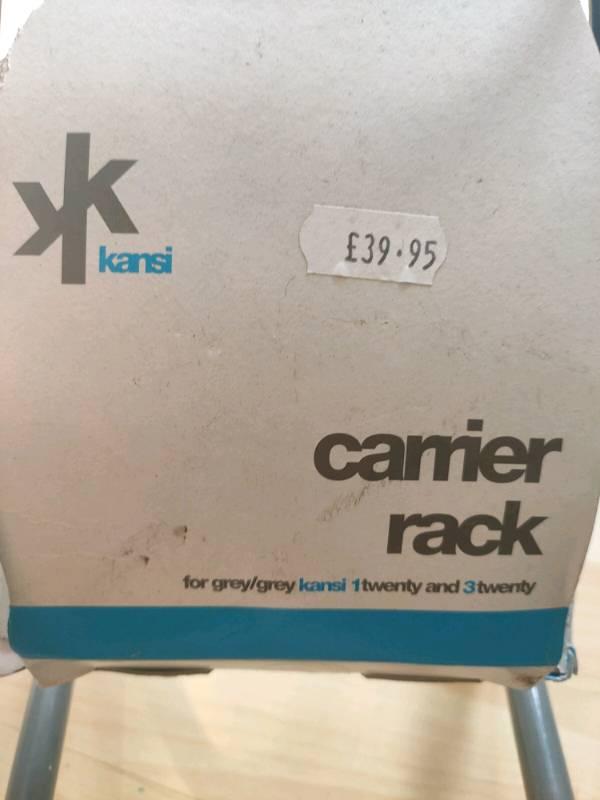 kansi
£39.95
carrier
rack
for grey/grey kansi 1twenty and 3twenty